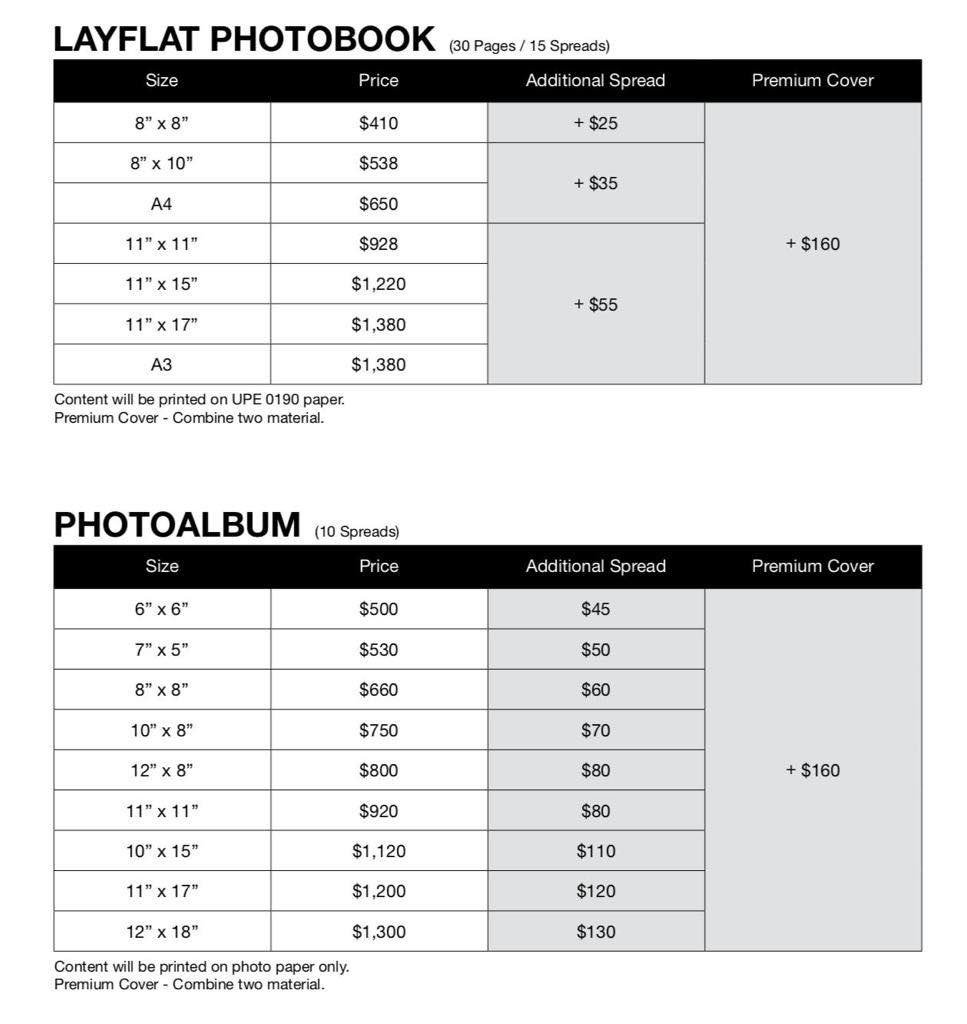 LAYFLAT PHOTOBOOK (30 Pages / 15 Spreads)
Size Price Additional Spread Premium Cover
8” x 8” $410 + $25
8” x 10” $538
+ $35
A4 $650
11” x 11” $928 + $160
11” x 15” $1,220
+ $55
11” x 17” $1,380
A3 $1,380
Content will be printed on UPE 0190 paper.
Premium Cover - Combine two material.
PHOTOALBUM (10 Spreads)
Size Price Additional Spread Premium Cover
6” x 6” $500 $45
7” x 5” $530 $50
8” x 8” $660 $60
10” x 8” $750 $70
12” x 8” $800 $80 + $160
11” x 11” $920 $80
10” x 15” $1,120 $110
11” x 17” $1,200 $120
12” x 18” $1,300 $130
Content will be printed on photo paper only.
Premium Cover - Combine two material.